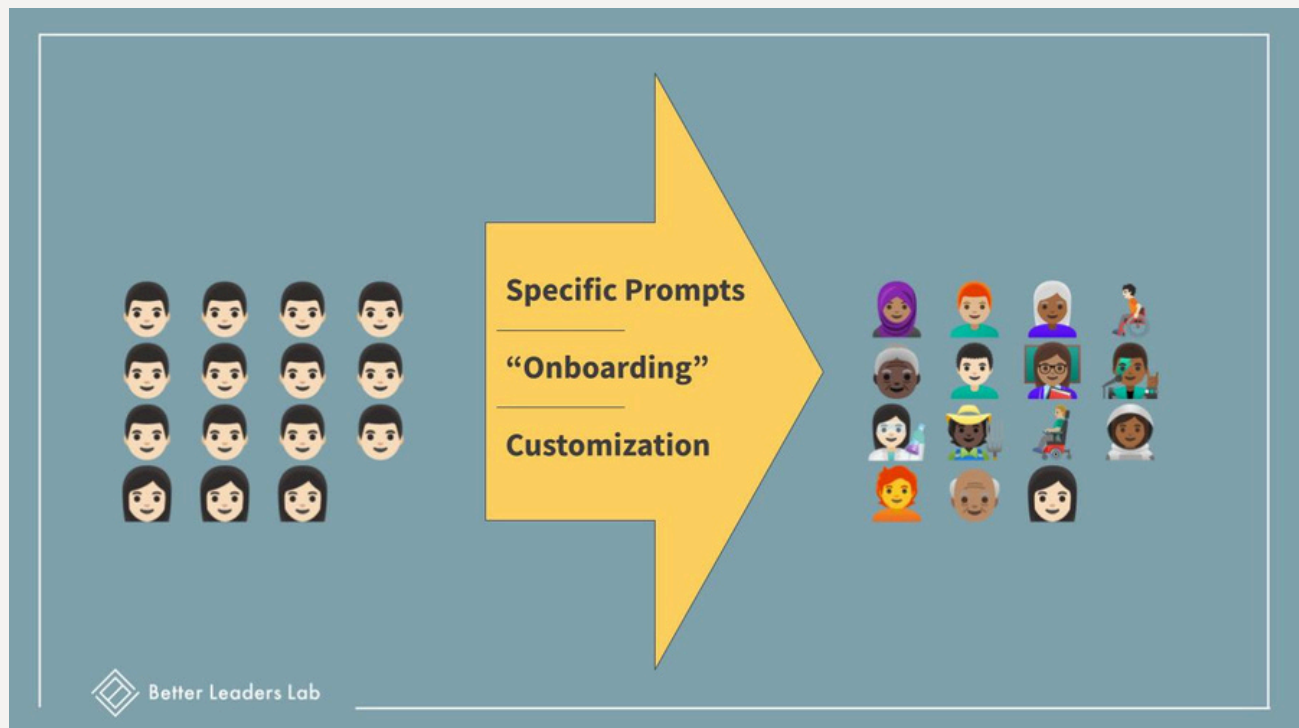 Specific Prompts
“Onboarding”
Customization
Better Leaders Lab